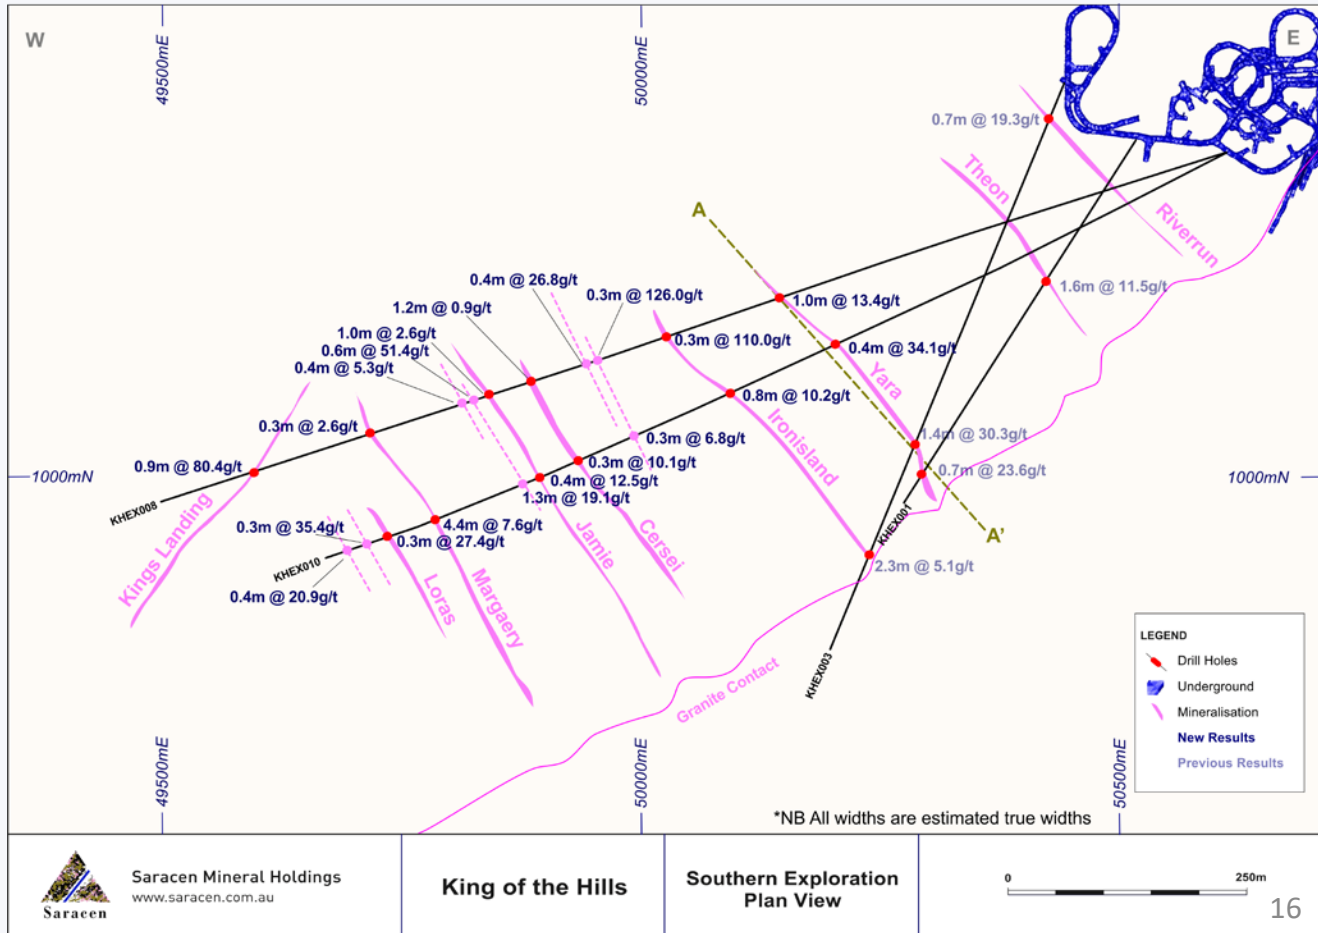 W
49500mE
50000mE
E
0.7m @ 19.3g/t
Theon
Riverrun
A
1.6m @ 11.5g/t
0.4m @ 26.8g/t
0.3m @ 126.0g/t
1.2m @ 0.9g/t
1.0m @ 13.4g/t
1.0m @ 2.6g/t
0.3m @ 110.0g/t
0.6m @ 51.4g/t
0.4m @ 34.1g/t
0.4m @ 5.3g/t
Yara
0.8m @ 10.2g/t
0.3m @ 2.6g/t
Ironisland
0.3m @ 6.8g/t
1.4m @ 30.3g/t
0.9m @ 80.4g/t
0.3m @ 10.1g/t
0.7m @ 23.6g/t
1000mN
1000mN
0.4m @ 12.5g/t
1.3m @ 19.1g/t
KHEX008
KHEX001
Kings Landing
0.3m @ 35.4g/t
4.4m @ 7.6g/t
Jamie
Cersei
A'
0.3m @ 27.4g/t
KHEX010
2.3m @ 5.1g/t
0.4m @ 20.9g/t
Loras
Margaery
KHEX003
Granite Contact
LEGEND
Drill Holes
Underground
Mineralisation
New Results
Previous Results
49500mE
50000mE
50500mE
*NB All widths are estimated true widths
Saracen
Saracen Mineral Holdings
www.saracen.com.au
King of the Hills
Southern Exploration
Plan View
0
250m
16